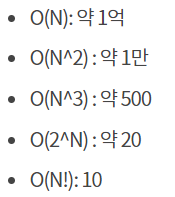 O(N): 약 1억
O(N^2) : 약 1만
O(N^3) : 약 500
O(2^N) : 약 20
O(N!): 10